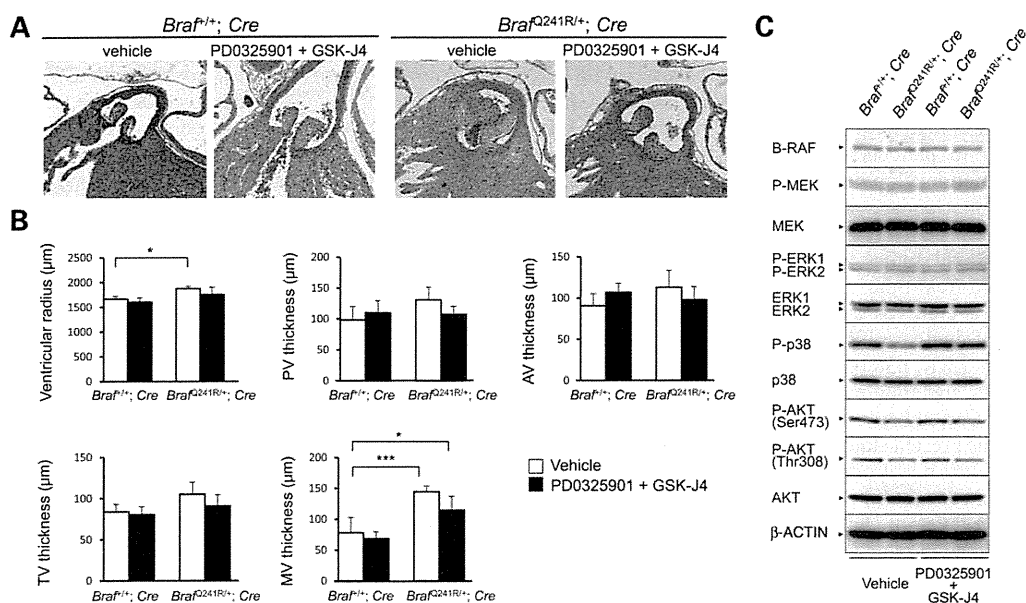 A
Braf+/+; Cre
BrafQ241R/+; Cre
vehicle
PD0325901 + GSK-J4
vehicle
PD0325901 + GSK-J4
B
Ventricular radius (μm)
2500
2000
1500
1000
500
0
*
Braf+/+; Cre
BrafQ241R/+; Cre
PV thickness (μm)
200
150
100
50
0
Braf+/+; Cre
BrafQ241R/+; Cre
AV thickness (μm)
150
100
50
0
Braf+/+; Cre
BrafQ241R/+; Cre
TV thickness (μm)
200
150
100
50
0
Braf+/+; Cre
BrafQ241R/+; Cre
MV thickness (μm)
200
150
100
50
0
*
***
Braf+/+; Cre
BrafQ241R/+; Cre
Vehicle
PD0325901 + GSK-J4
C
Braf+/+; Cre
BrafQ241R/+; Cre
Braf+/+; Cre
BrafQ241R/+; Cre
B-RAF
P-MEK
MEK
P-ERK1
P-ERK2
ERK1
ERK2
P-p38
p38
P-AKT
(Ser473)
P-AKT
(Thr308)
AKT
β-ACTIN
Vehicle
PD0325901
+
GSK-J4